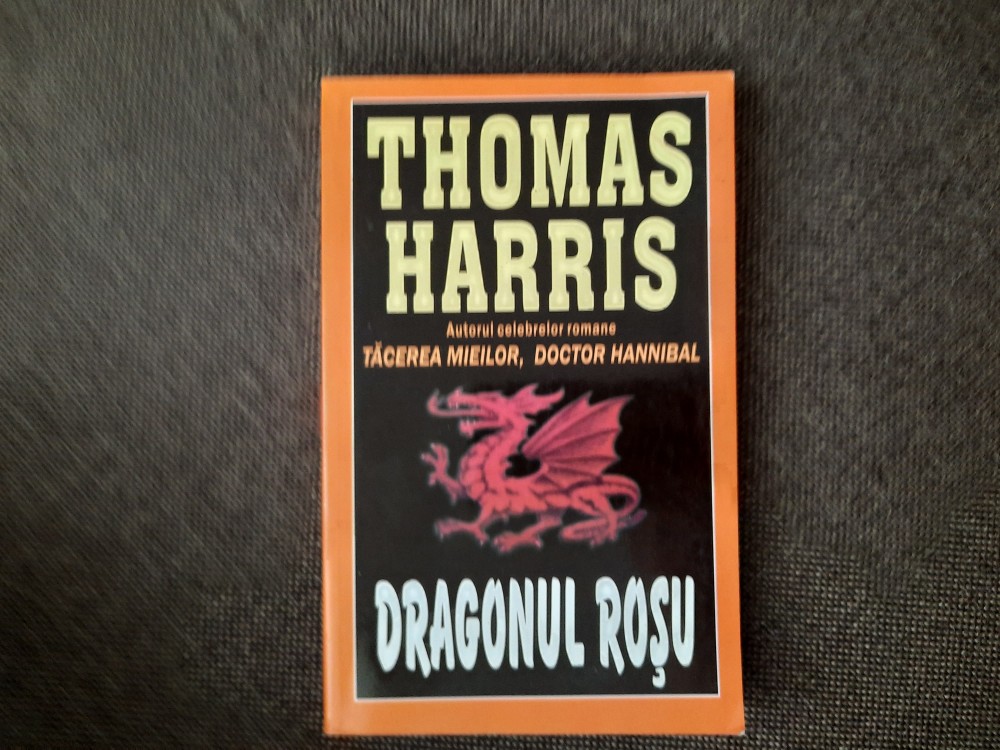 THOMAS
HARRIS
Autorul celebrelor romane
TĂCEREA MIEILOR, DOCTOR HANNIBAL
DRAGONUL ROȘU